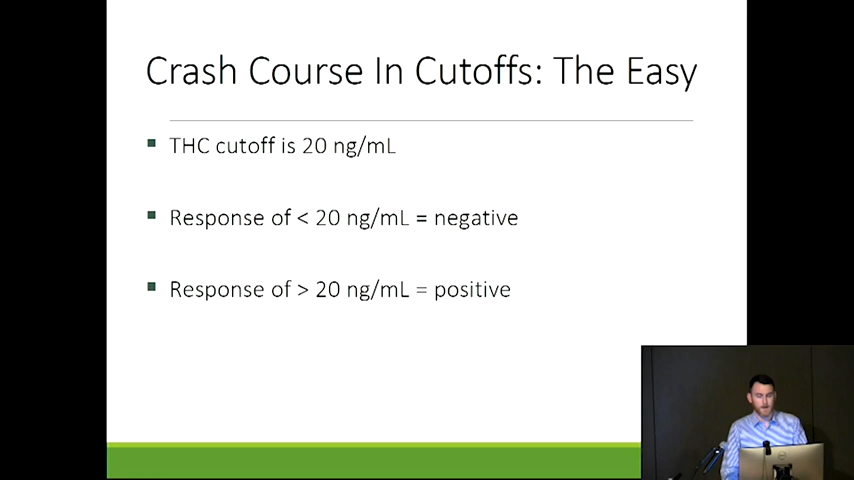 Crash Course In Cutoffs: The Easy
THC cutoff is 20 ng/mL
Response of < 20 ng/mL = negative
Response of > 20 ng/mL = positive